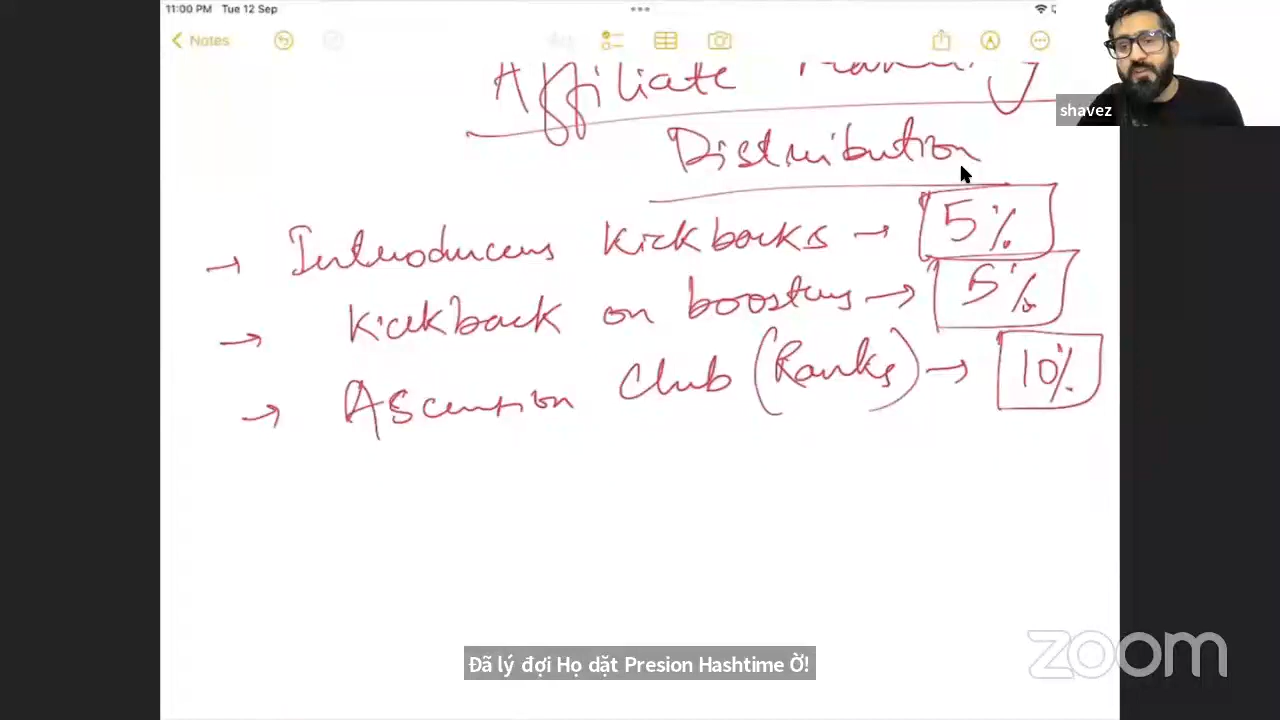 11:00 PM Tue 12 Sep
Notes
shavez
Affiliate
Distribution
→ Introducers Kickbacks → 5%
→ Kickback on boosters → 5%
→ Ascention Club (Ranks) → 10%
Đã lý đợi Họ dặt Presion Hashtime Ờ!
zoom